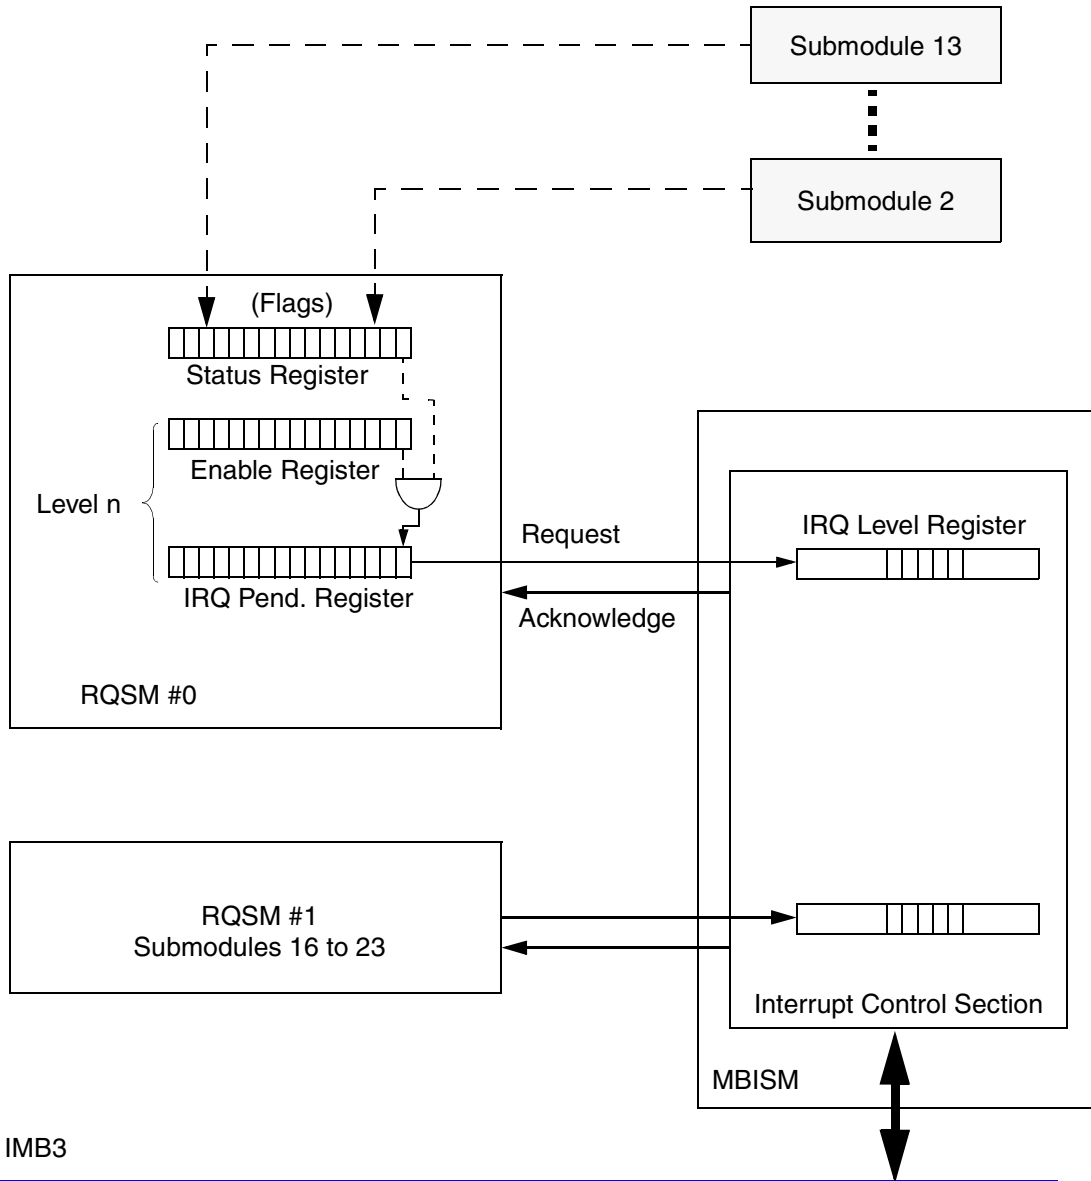 Submodule 13
Submodule 2
(Flags)
Status Register
Enable Register
Level n
IRQ Pend. Register
RQSM #0
Request
Acknowledge
IRQ Level Register
RQSM #1
Submodules 16 to 23
Interrupt Control Section
MBISM
IMB3